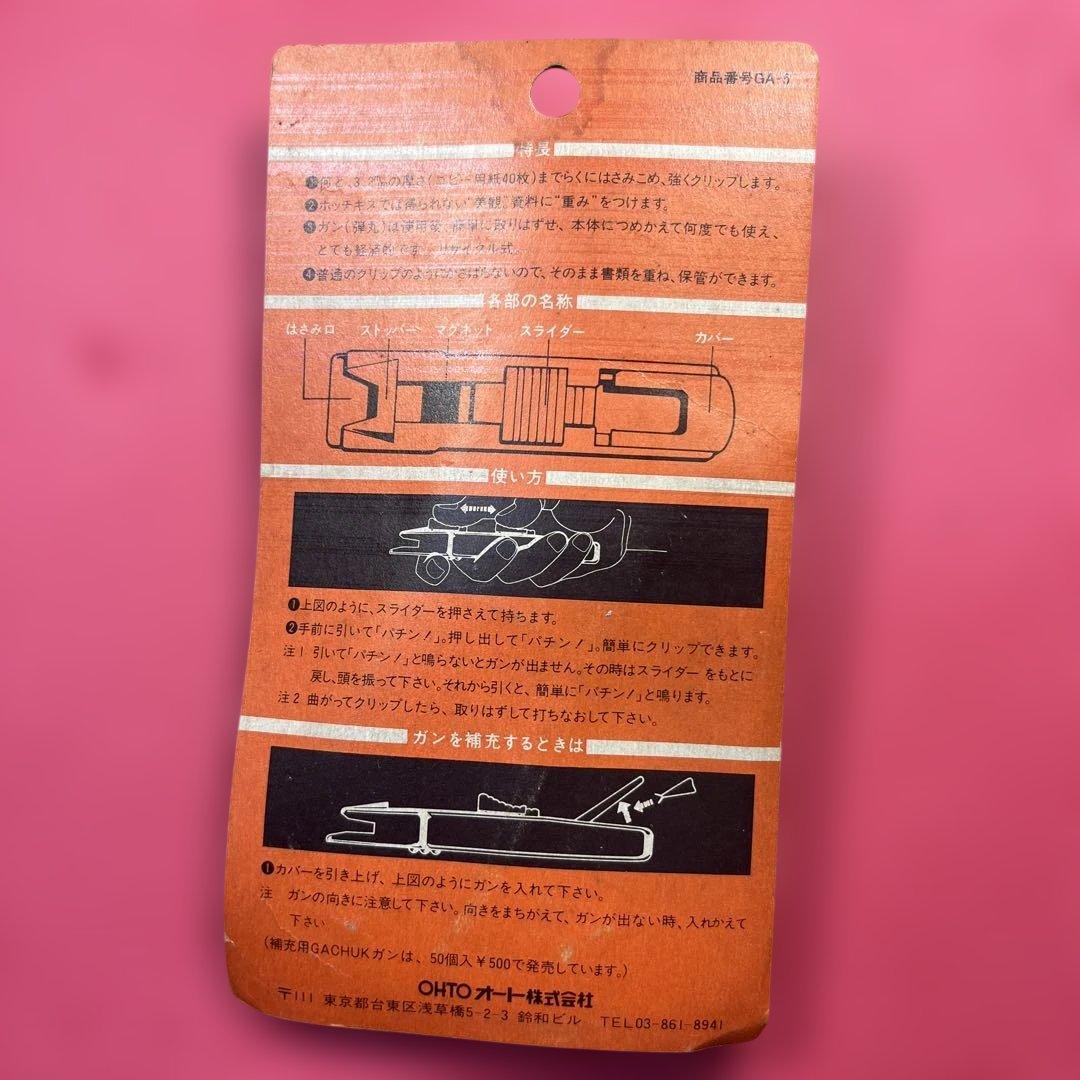 商品番号GA-5
特長
❶何と、3.2㎜の厚さ(コピー用紙40枚)までらくにはさみこめ、強くクリップします。
❷ホッチキスでは得られない“美観”資料に“重み”をつけます。
❸ガン(弾丸)は使用後、簡単に取りはずせ、本体につめかえて何度でも使え、
とても経済的です。リサイクル式。
❹普通のクリップのようにかさばらないので、そのまま書類を重ね、保管ができます。
各部の名称
はさみ口 ストッパー マグネット スライダー カバー
使い方
❶上図のように、スライダーを押さえて持ちます。
❷手前に引いて「パチン!」。押し出して「パチン!」。簡単にクリップできます。
注1 引いて「パチン!」と鳴らないとガンが出ません。その時はスライダーをもとに
戻し、頭を振って下さい。それから引くと、簡単に「パチン!」と鳴ります。
注2 曲がってクリップしたら、取りはずして打ちなおして下さい。
ガンを補充するときは
❶カバーを引き上げ、上図のようにガンを入れて下さい。
注 ガンの向きに注意して下さい。向きをまちがえて、ガンが出ない時、入れかえて
下さい
(補充用GACHUKガンは、50個入¥500で発売しています。)
OHTO オート株式会社
〒111 東京都台東区浅草橋5-2-3 鈴和ビル TEL03-861-8941